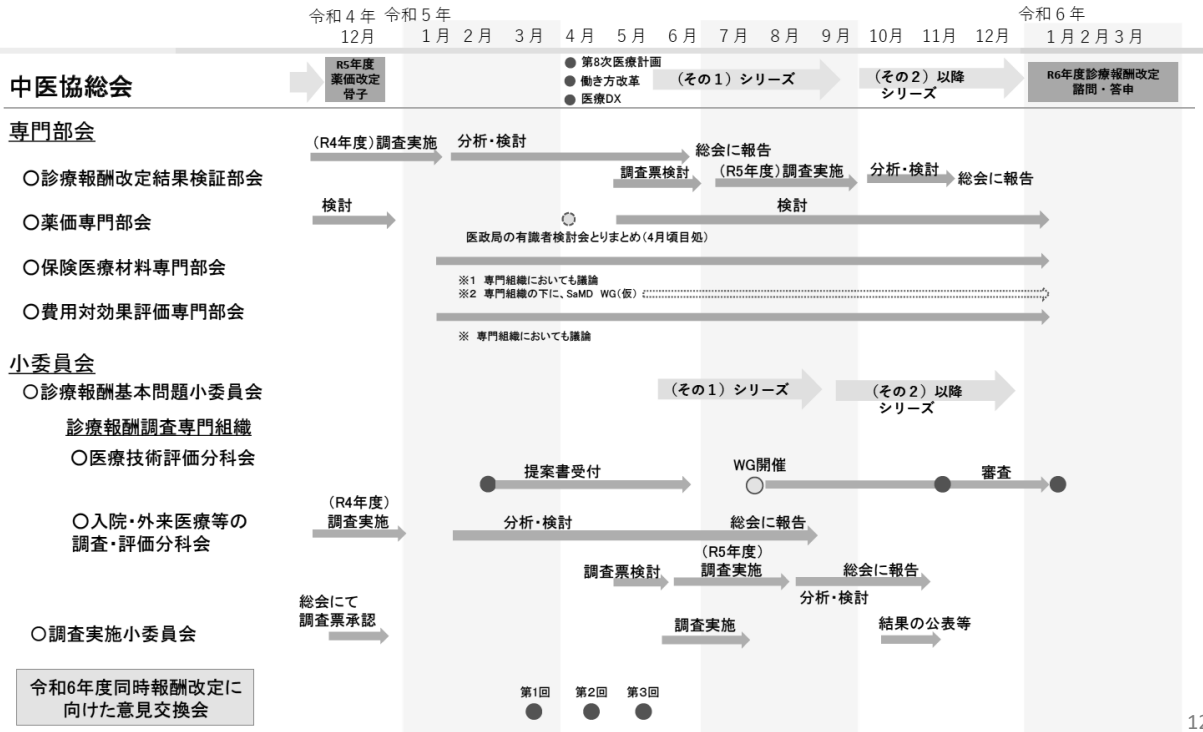 令和４年 令和５年 令和６年
12月 １月 ２月 ３月 ４月 ５月 ６月 ７月 ８月 ９月 10月 11月 12月 １月２月３月
中医協総会
R5年度
薬価改定
骨子
● 第8次医療計画
● 働き方改革
● 医療DX
（その１）シリーズ
（その２）以降
シリーズ
R6年度診療報酬改定
諮問・答申
専門部会
（R4年度）調査実施 分析・検討 総会に報告
○診療報酬改定結果検証部会
調査票検討 （R5年度）調査実施 分析・検討 総会に報告
○薬価専門部会
検討 検討
医政局の有識者検討会とりまとめ（4月頃目処）
○保険医療材料専門部会
※1 専門組織においても議論
※2 専門組織の下に、SaMD WG（仮）
○費用対効果評価専門部会
※ 専門組織においても議論
小委員会
○診療報酬基本問題小委員会
（その１）シリーズ
（その２）以降
シリーズ
診療報酬調査専門組織
○医療技術評価分科会
提案書受付 WG開催 審査
○入院・外来医療等の
調査・評価分科会
（R4年度）
調査実施
分析・検討 総会に報告
調査票検討
（R5年度）
調査実施
総会に報告
分析・検討
○調査実施小委員会
総会にて
調査票承認
調査実施 結果の公表等
令和6年度同時報酬改定に
向けた意見交換会
第1回 第2回 第3回
12